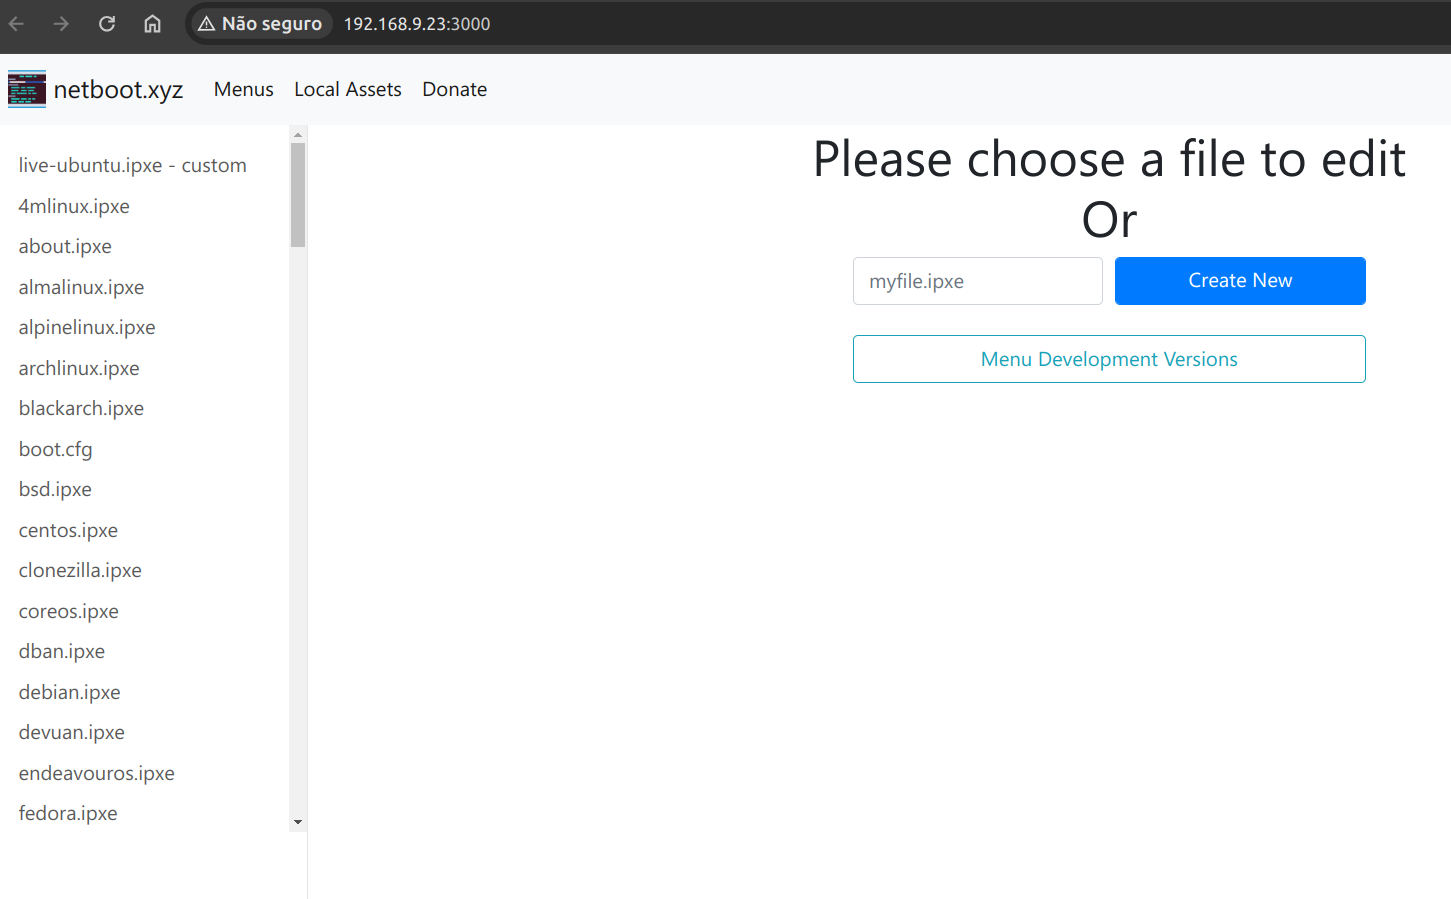 Não seguro 192.168.9.23:3000
netboot.xyz Menus Local Assets Donate
live-ubuntu.ipxe - custom
4mlinux.ipxe
about.ipxe
almalinux.ipxe
alpinelinux.ipxe
archlinux.ipxe
blackarch.ipxe
boot.cfg
bsd.ipxe
centos.ipxe
clonezilla.ipxe
coreos.ipxe
dban.ipxe
debian.ipxe
devuan.ipxe
endeavouros.ipxe
fedora.ipxe
Please choose a file to edit
Or
myfile.ipxe Create New
Menu Development Versions